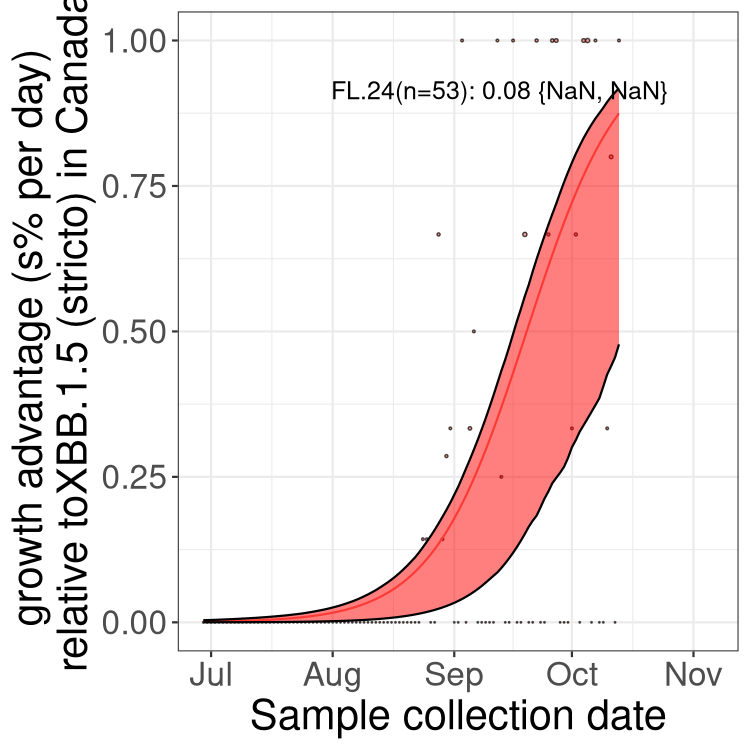 growth advantage (s% per day)
relative toXBB.1.5 (stricto) in Canada
1.00
FL.24(n=53): 0.08 {NaN, NaN}
0.75
0.50
0.25
0.00
Jul Aug Sep Oct Nov
Sample collection date